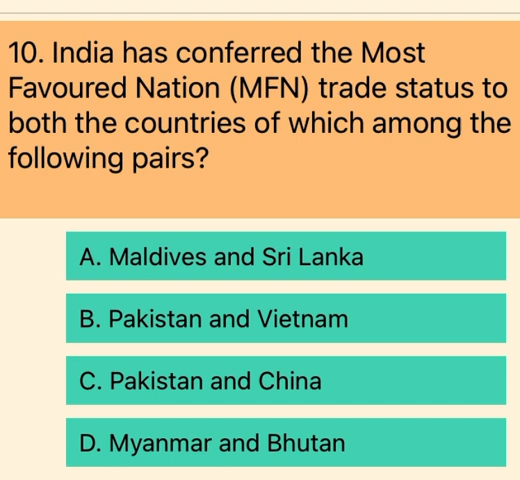 10. India has conferred the Most
Favoured Nation (MFN) trade status to
both the countries of which among the
following pairs?
A. Maldives and Sri Lanka
B. Pakistan and Vietnam
C. Pakistan and China
D. Myanmar and Bhutan